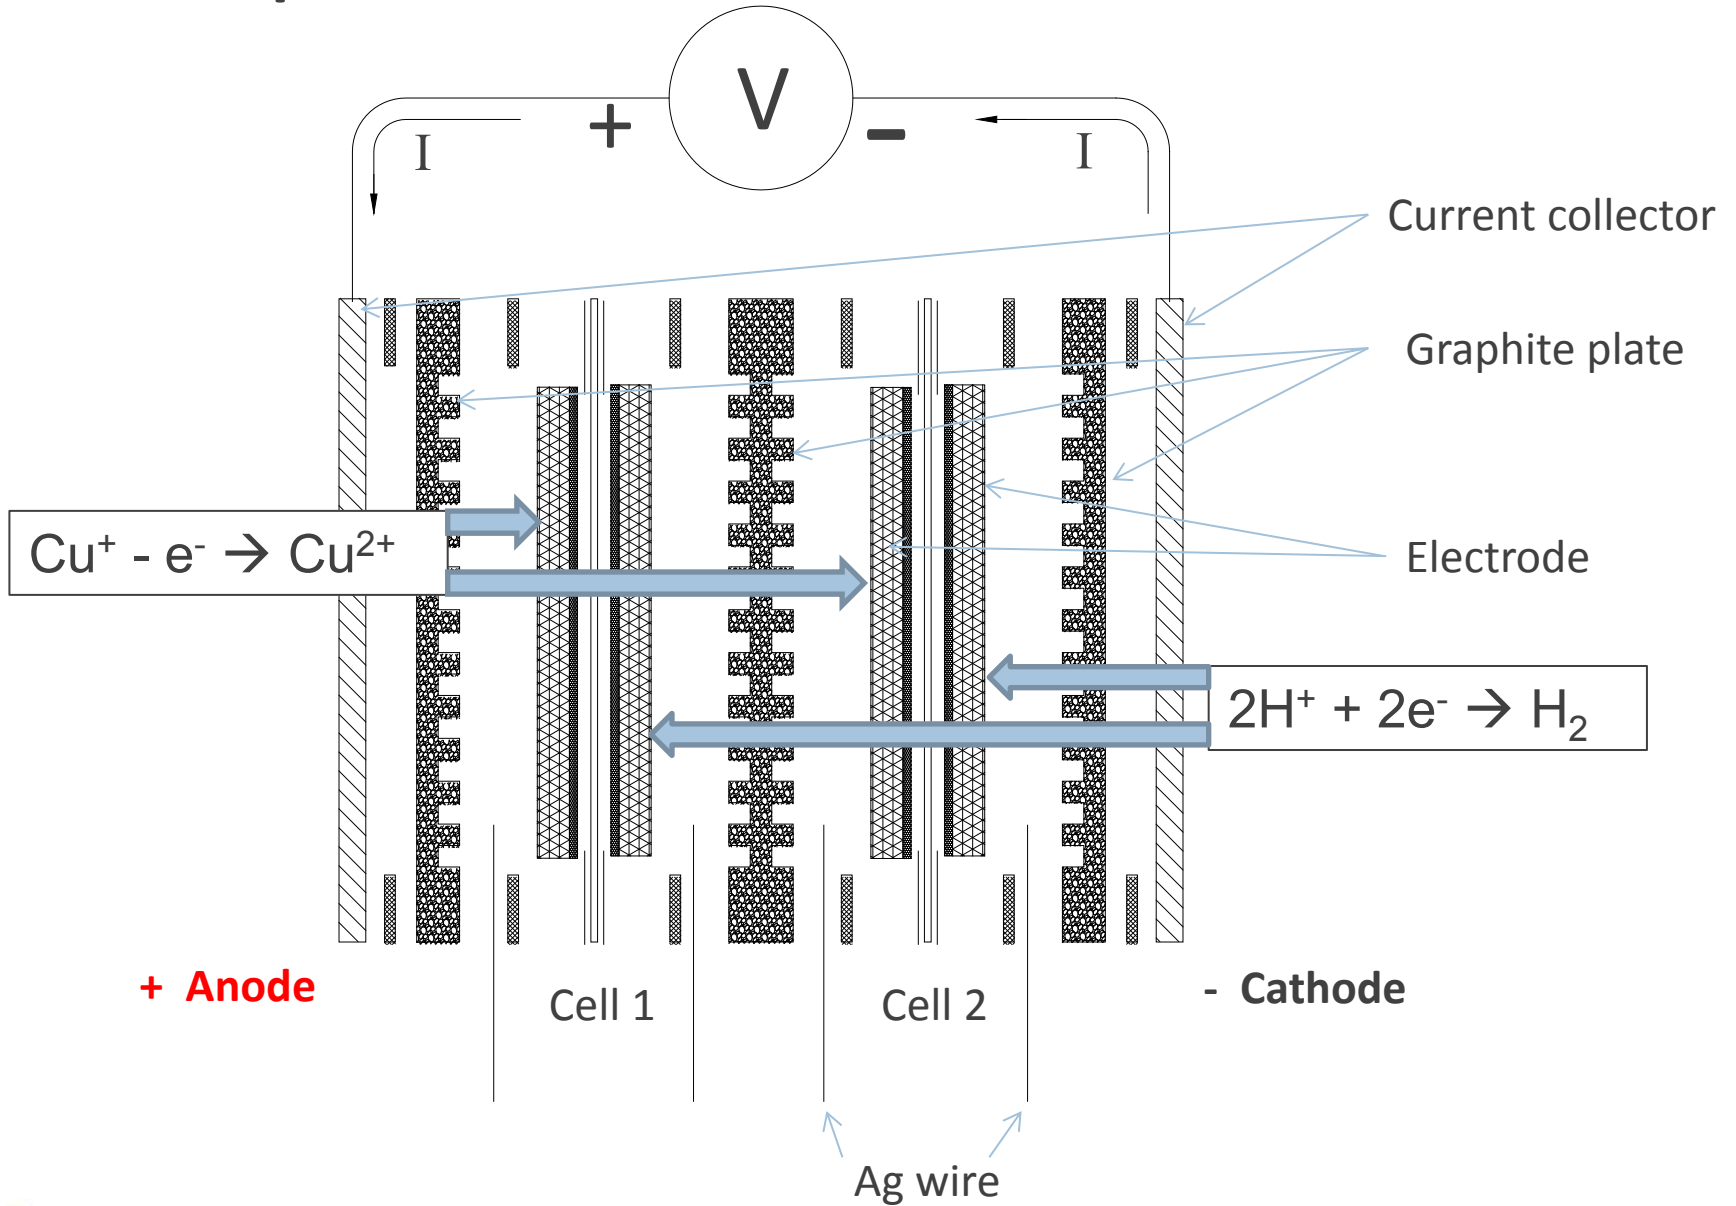 + V -
I I
Current collector
Graphite plate
Cu⁺ - e⁻ → Cu²⁺
Electrode
2H⁺ + 2e⁻ → H₂
+ Anode
Cell 1
Cell 2
- Cathode
Ag wire